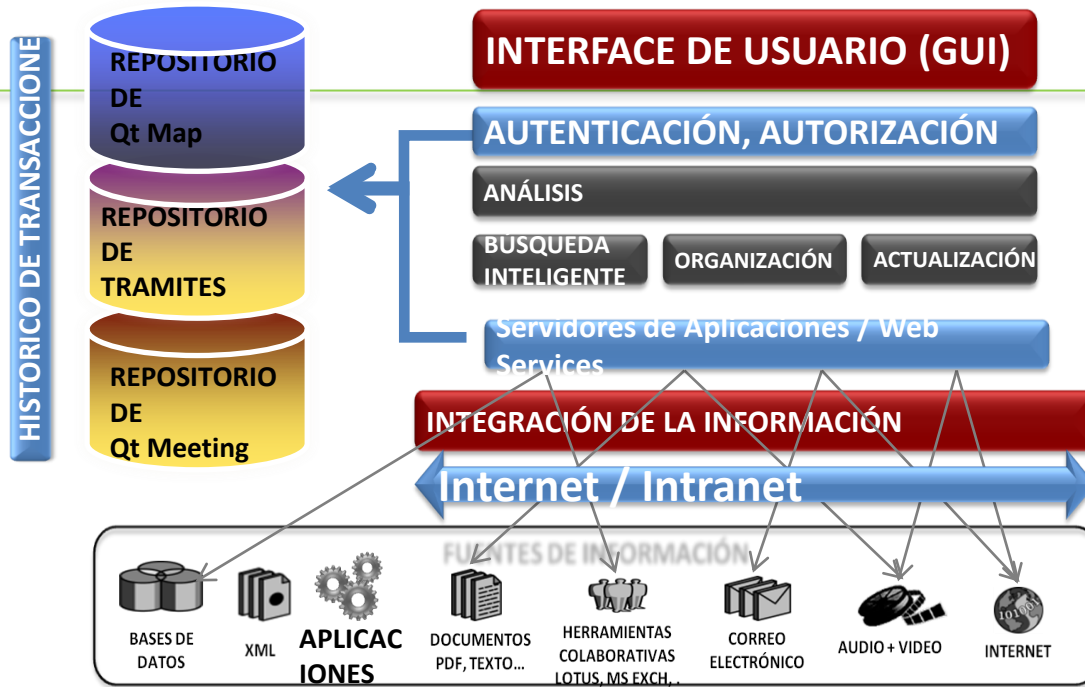 HISTORICO DE TRANSACCIONE
REPOSITORIO
DE
Qt Map
REPOSITORIO
DE
TRAMITES
REPOSITORIO
DE
Qt Meeting
INTERFACE DE USUARIO (GUI)
AUTENTICACIÓN, AUTORIZACIÓN
ANÁLISIS
BÚSQUEDA
INTELIGENTE
ORGANIZACIÓN
ACTUALIZACIÓN
Servidores de Aplicaciones / Web
Services
INTEGRACIÓN DE LA INFORMACIÓN
Internet / Intranet
FUENTES DE INFORMACIÓN
BASES DE
DATOS
XML
APLICAC
IONES
DOCUMENTOS
PDF, TEXTO...
HERRAMIENTAS
COLABORATIVAS
LOTUS, MS EXCH, .
CORREO
ELECTRÓNICO
AUDIO + VIDEO
10100
INTERNET